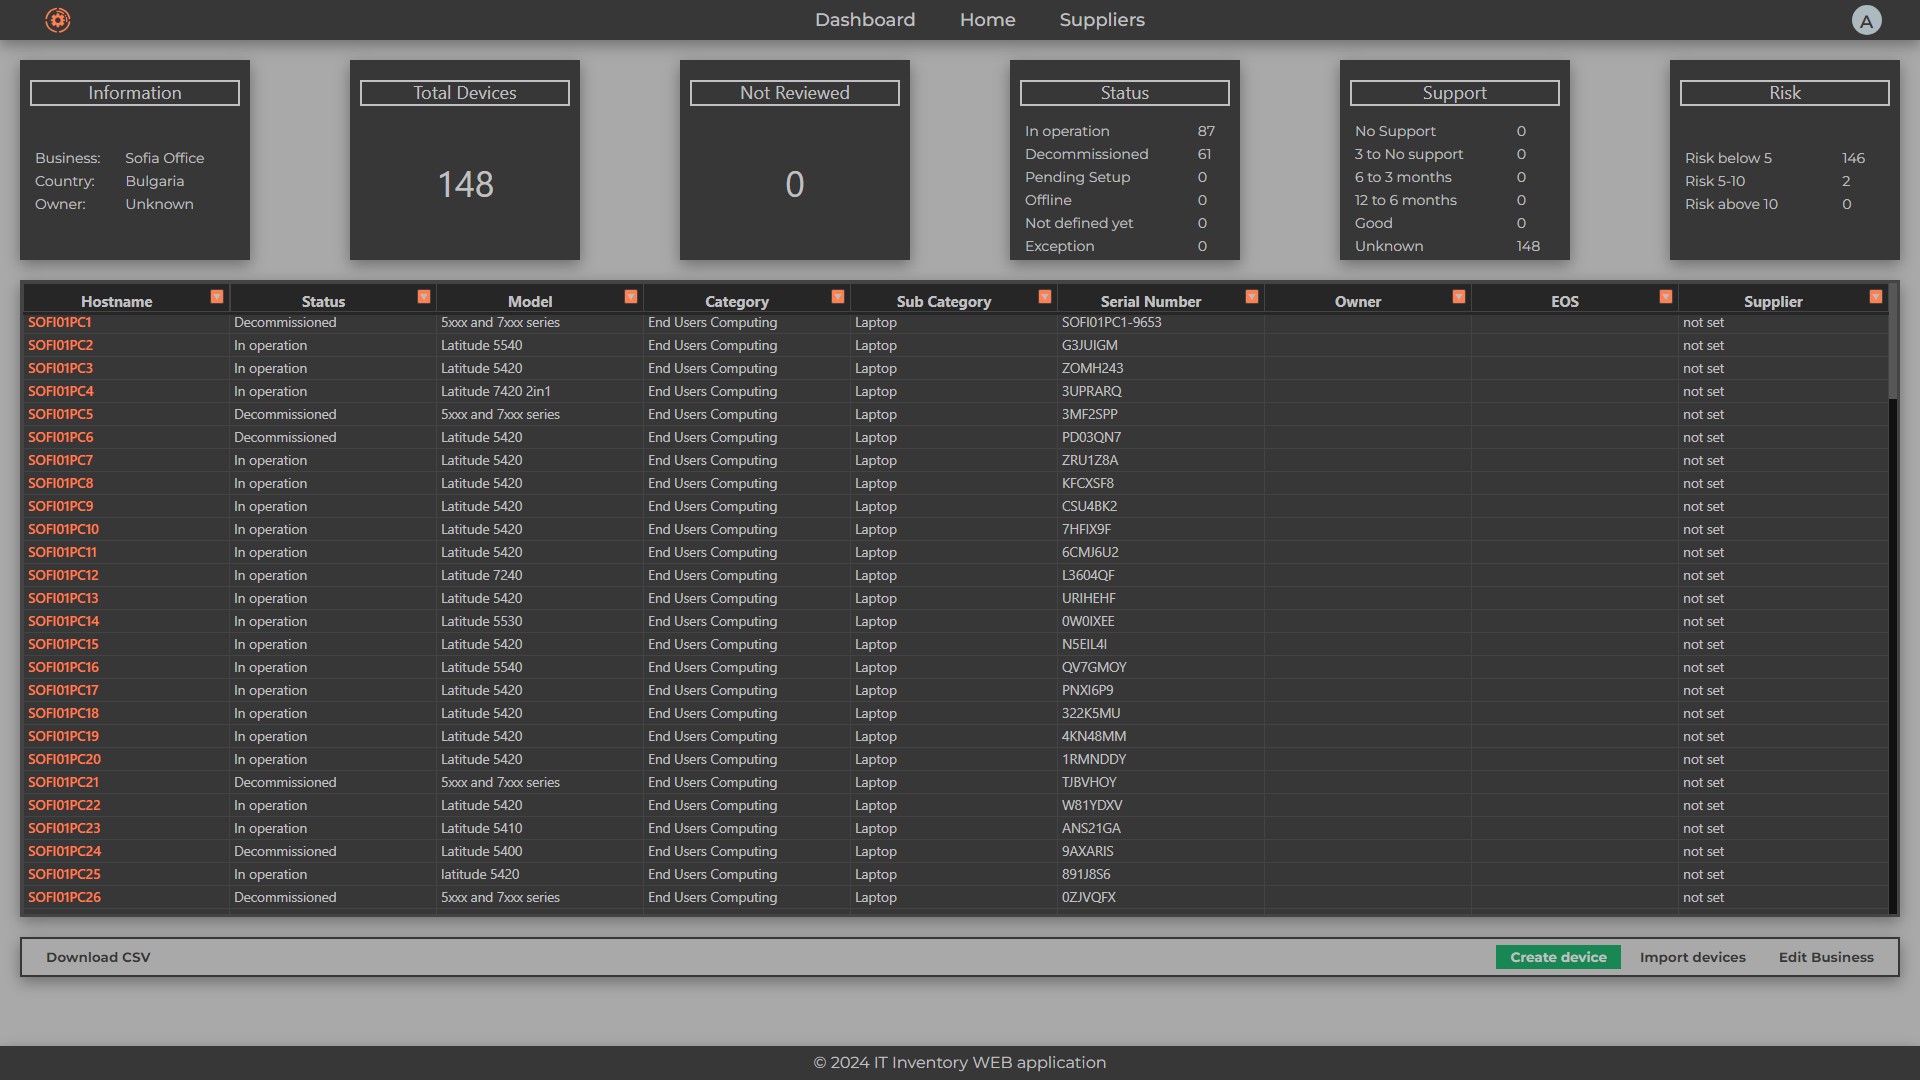 Dashboard Home Suppliers
A
Information
Business: Sofia Office
Country: Bulgaria
Owner: Unknown
Total Devices
148
Not Reviewed
0
Status
In operation 87
Decommissioned 61
Pending Setup 0
Offline 0
Not defined yet 0
Exception 0
Support
No Support 0
3 to No support 0
6 to 3 months 0
12 to 6 months 0
Good 0
Unknown 148
Risk
Risk below 5 146
Risk 5-10 2
Risk above 10 0
Hostname Status Model Category Sub Category Serial Number Owner EOS Supplier
SOFI01PC1 Decommissioned 5xxx and 7xxx series End Users Computing Laptop SOFI01PC1-9653 not set
SOFI01PC2 In operation Latitude 5540 End Users Computing Laptop G3JUIGM not set
SOFI01PC3 In operation Latitude 5420 End Users Computing Laptop ZOMH243 not set
SOFI01PC4 In operation Latitude 7420 2in1 End Users Computing Laptop 3UPRARQ not set
SOFI01PC5 Decommissioned 5xxx and 7xxx series End Users Computing Laptop 3MF2SPP not set
SOFI01PC6 Decommissioned Latitude 5420 End Users Computing Laptop PD03QN7 not set
SOFI01PC7 In operation Latitude 5420 End Users Computing Laptop ZRU1Z8A not set
SOFI01PC8 In operation Latitude 5420 End Users Computing Laptop KFCXSF8 not set
SOFI01PC9 In operation Latitude 5420 End Users Computing Laptop CSU4BK2 not set
SOFI01PC10 In operation Latitude 5420 End Users Computing Laptop 7HFIX9F not set
SOFI01PC11 In operation Latitude 5420 End Users Computing Laptop 6CMJ6U2 not set
SOFI01PC12 In operation Latitude 7240 End Users Computing Laptop L3604QF not set
SOFI01PC13 In operation Latitude 5420 End Users Computing Laptop URIHEHF not set
SOFI01PC14 In operation Latitude 5530 End Users Computing Laptop 0W0IXEE not set
SOFI01PC15 In operation Latitude 5420 End Users Computing Laptop N5EIL4I not set
SOFI01PC16 In operation Latitude 5540 End Users Computing Laptop QV7GMOY not set
SOFI01PC17 In operation Latitude 5420 End Users Computing Laptop PNXI6P9 not set
SOFI01PC18 In operation Latitude 5420 End Users Computing Laptop 322K5MU not set
SOFI01PC19 In operation Latitude 5420 End Users Computing Laptop 4KN48MM not set
SOFI01PC20 In operation Latitude 5420 End Users Computing Laptop 1RMNDDY not set
SOFI01PC21 Decommissioned 5xxx and 7xxx series End Users Computing Laptop TJBVHOY not set
SOFI01PC22 In operation Latitude 5420 End Users Computing Laptop W81YDXV not set
SOFI01PC23 In operation Latitude 5410 End Users Computing Laptop ANS21GA not set
SOFI01PC24 Decommissioned Latitude 5400 End Users Computing Laptop 9AXARIS not set
SOFI01PC25 In operation latitude 5420 End Users Computing Laptop 891J8S6 not set
SOFI01PC26 Decommissioned 5xxx and 7xxx series End Users Computing Laptop 0ZJVQFX not set
Download CSV Create device Import devices Edit Business
© 2024 IT Inventory WEB application